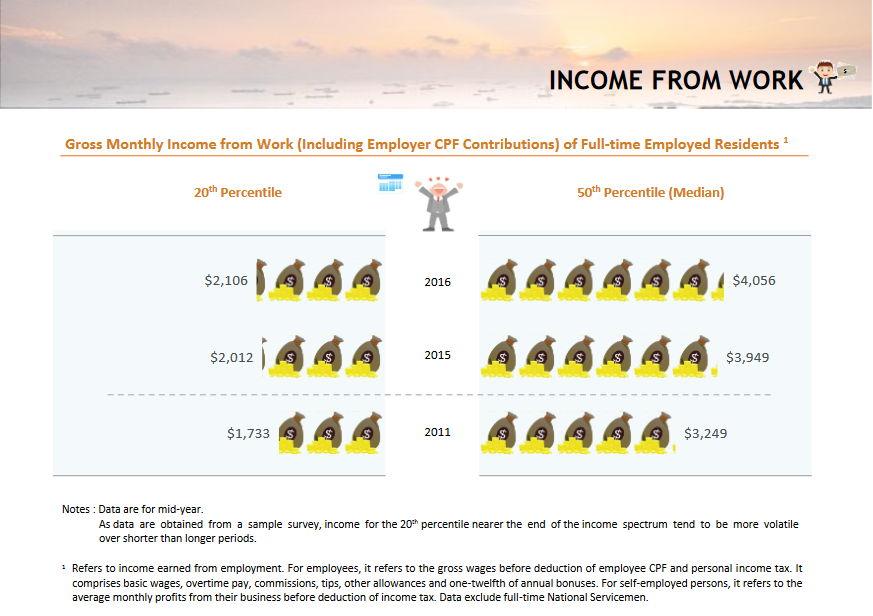 INCOME FROM WORK
Gross Monthly Income from Work (Including Employer CPF Contributions) of Full-time Employed Residents 1
20th Percentile
50th Percentile (Median)
$2,106 2016 $4,056
$2,012 2015 $3,949
$1,733 2011 $3,249
Notes : Data are for mid-year.
As data are obtained from a sample survey, income for the 20th percentile nearer the end of the income spectrum tend to be more volatile
over shorter than longer periods.
1 Refers to income earned from employment. For employees, it refers to the gross wages before deduction of employee CPF and personal income tax. It
comprises basic wages, overtime pay, commissions, tips, other allowances and one-twelfth of annual bonuses. For self-employed persons, it refers to the
average monthly profits from their business before deduction of income tax. Data exclude full-time National Servicemen.